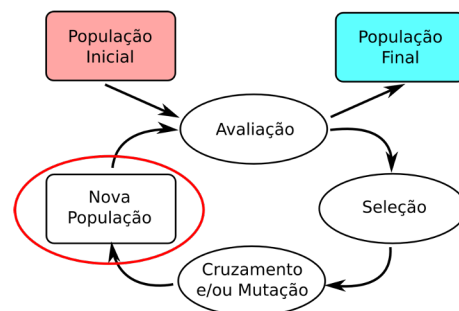 População
Inicial
População
Final
Avaliação
Nova
População
Seleção
Cruzamento
e/ou Mutação